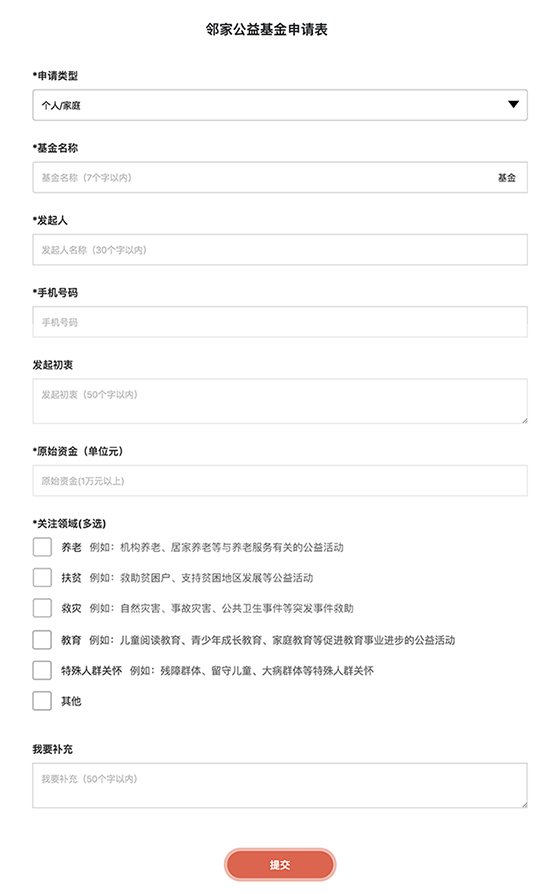 邻家公益基金申请表
*申请类型
个人/家庭
*基金名称
基金名称（7个字以内） 基金
*发起人
发起人名称（30个字以内）
*手机号码
手机号码
发起初衷
发起初衷（50个字以内）
*原始资金（单位元）
原始资金(1万元以上)
*关注领域(多选)
养老 例如：机构养老、居家养老等与养老服务有关的公益活动
扶贫 例如：救助贫困户、支持贫困地区发展等公益活动
救灾 例如：自然灾害、事故灾害、公共卫生事件等突发事件救助
教育 例如：儿童阅读教育、青少年成长教育、家庭教育等促进教育事业进步的公益活动
特殊人群关怀 例如：残障群体、留守儿童、大病群体等特殊人群关怀
其他
我要补充
我要补充（50个字以内）
提交